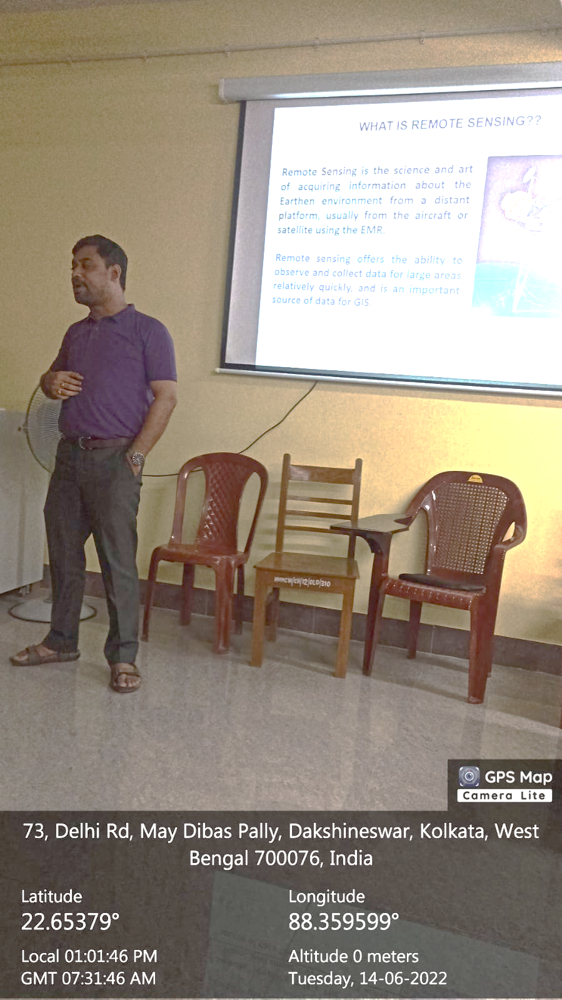 WHAT IS REMOTE SENSING??
Remote Sensing is the science and art
of acquiring information about the
Earthen environment from a distant
platform, usually from the aircraft or
satellite using the EMR.
Remote sensing offers the ability to
observe and collect data for large areas
relatively quickly, and is an important
source of data for GIS.
GPS Map
Camera Lite
73, Delhi Rd, May Dibas Pally, Dakshineswar, Kolkata, West
Bengal 700076, India
Latitude
22.65379°
Longitude
88.359599°
Local 01:01:46 PM
GMT 07:31:46 AM
Altitude 0 meters
Tuesday, 14-06-2022